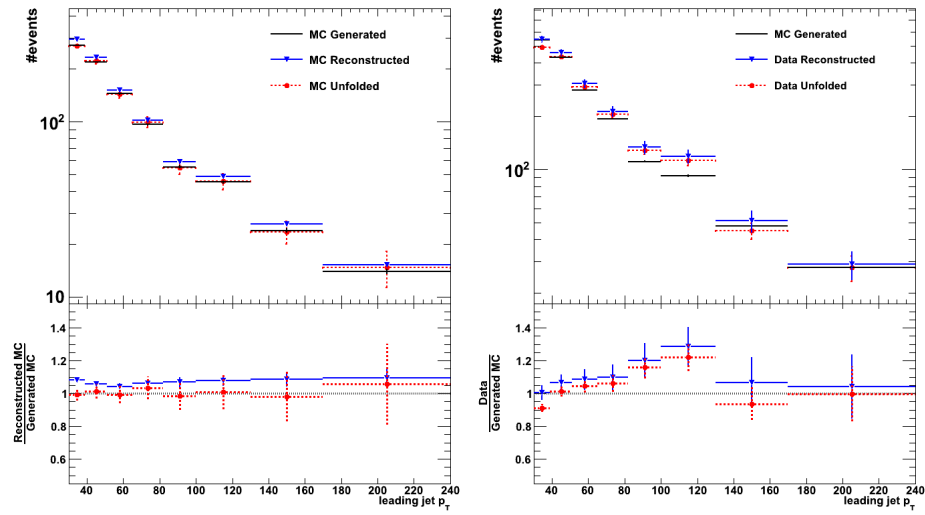 #events
MC Generated
MC Reconstructed
MC Unfolded
10²
10
Reconstructed MC
Generated MC
1.4
1.2
1
0.8
0.6
40 60 80 100 120 140 160 180 200 220 240
leading jet p_T
#events
MC Generated
Data Reconstructed
Data Unfolded
10²
Data
Generated MC
1.4
1.2
1
0.8
0.6
40 60 80 100 120 140 160 180 200 220 240
leading jet p_T